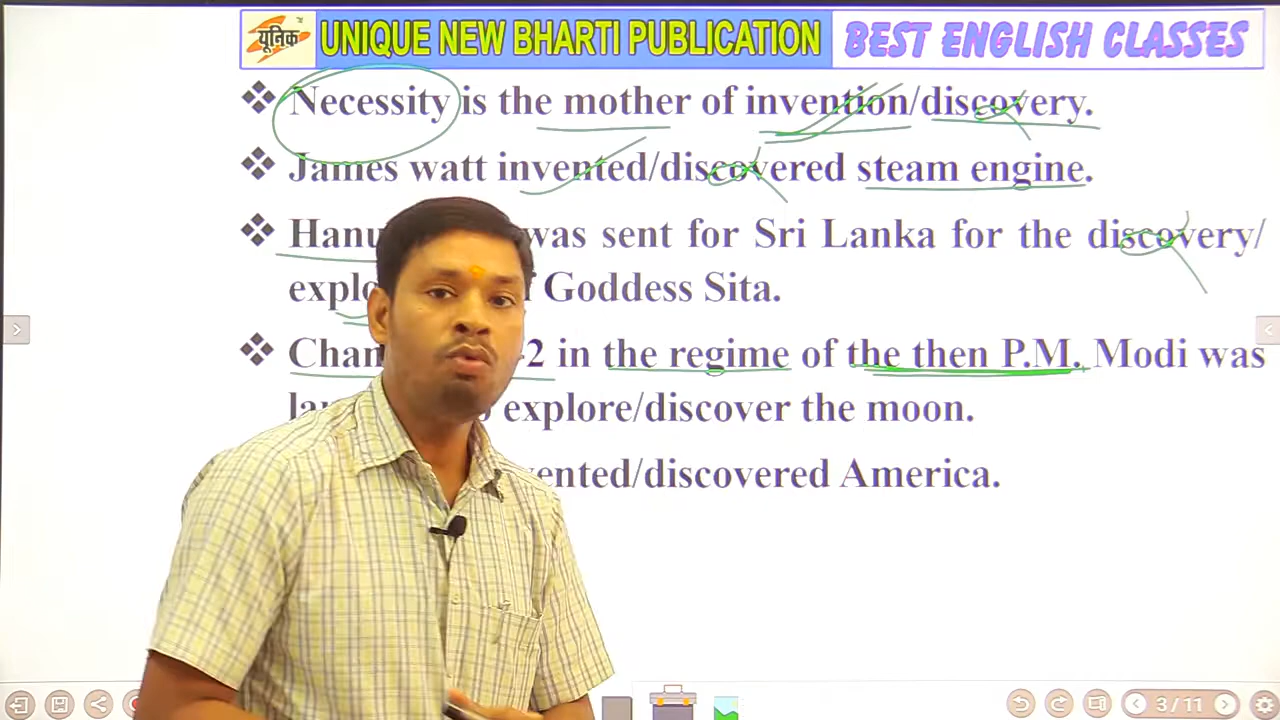 यूनिक UNIQUE NEW BHARTI PUBLICATION BEST ENGLISH CLASSES
❖ Necessity is the mother of invention/discovery.
❖ James watt invented/discovered steam engine.
❖ was sent for Sri Lanka for the discovery/
Goddess Sita.
❖ -2 in the regime of the then P.M. Modi was
explore/discover the moon.
discovered America.
3/11